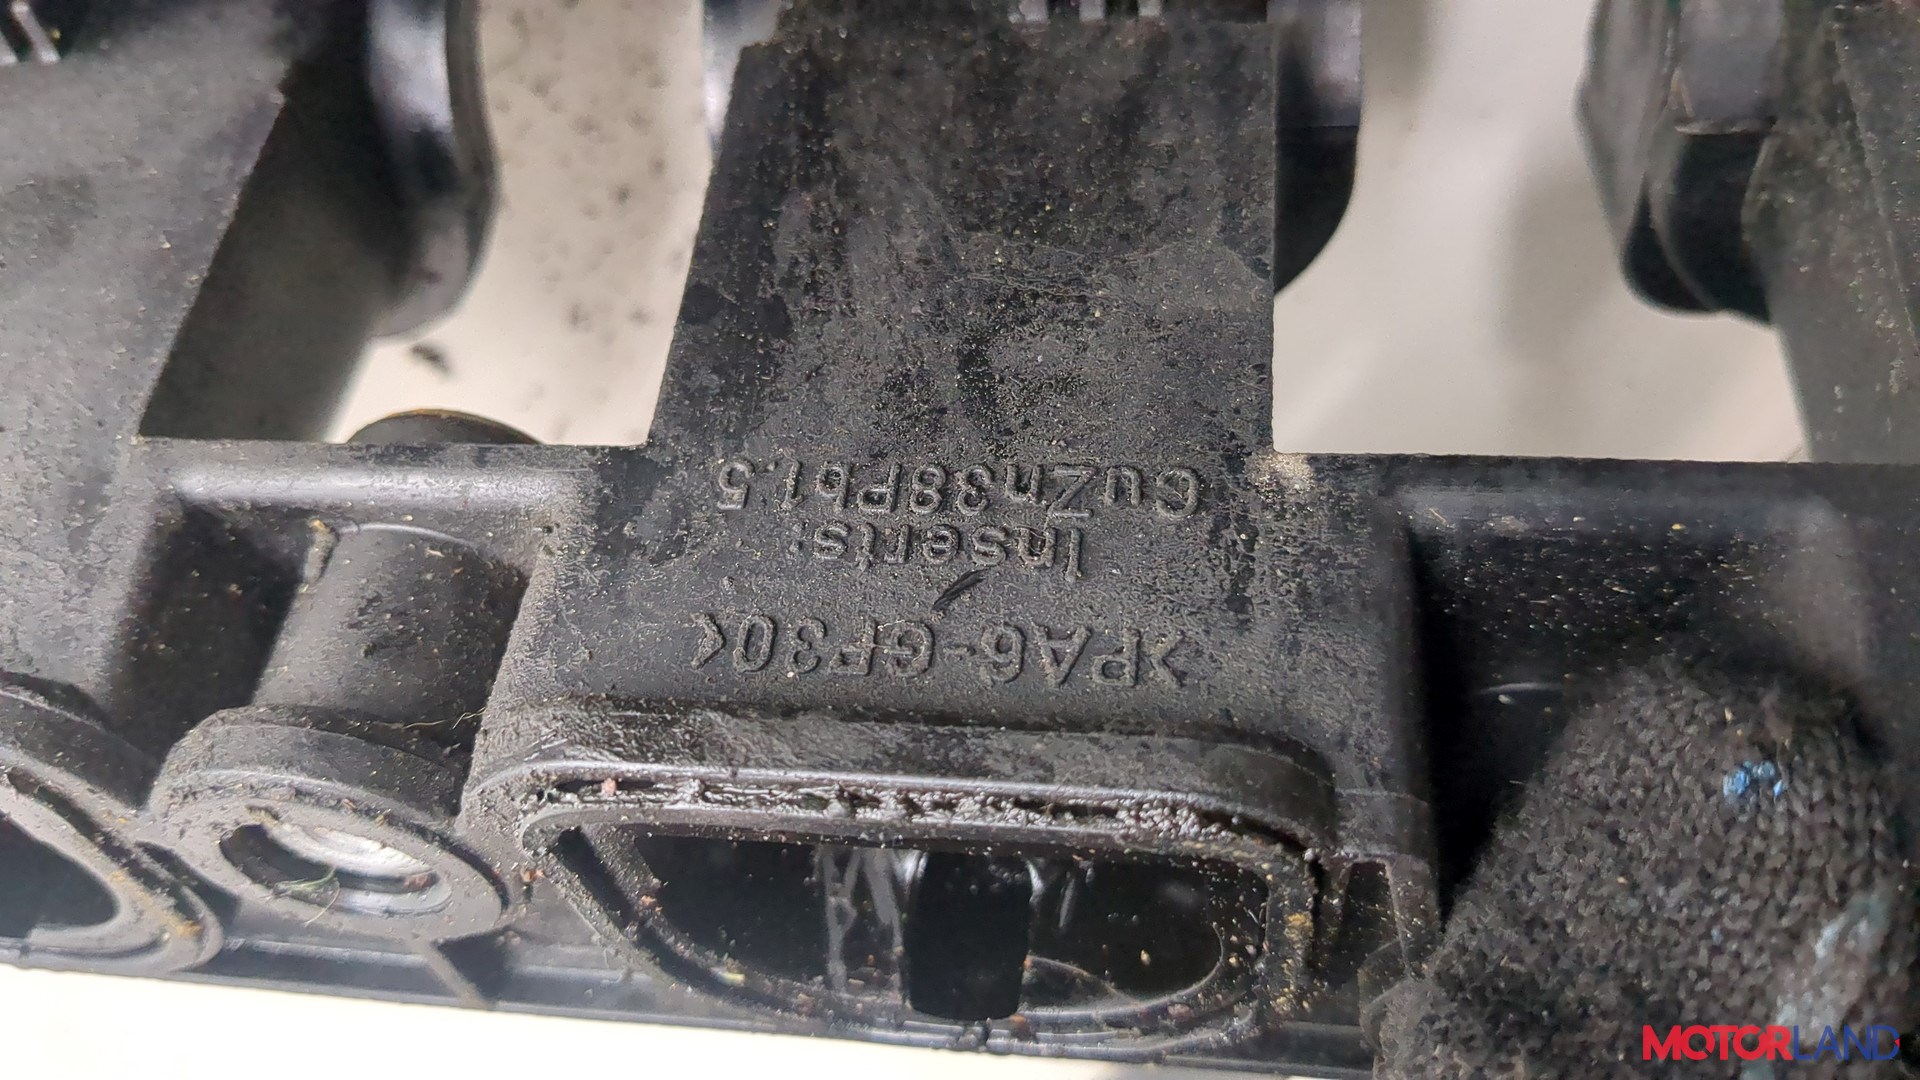 >PA6-GF30<
Inserts:
CuZn38Pb1.5
MOTORLAND